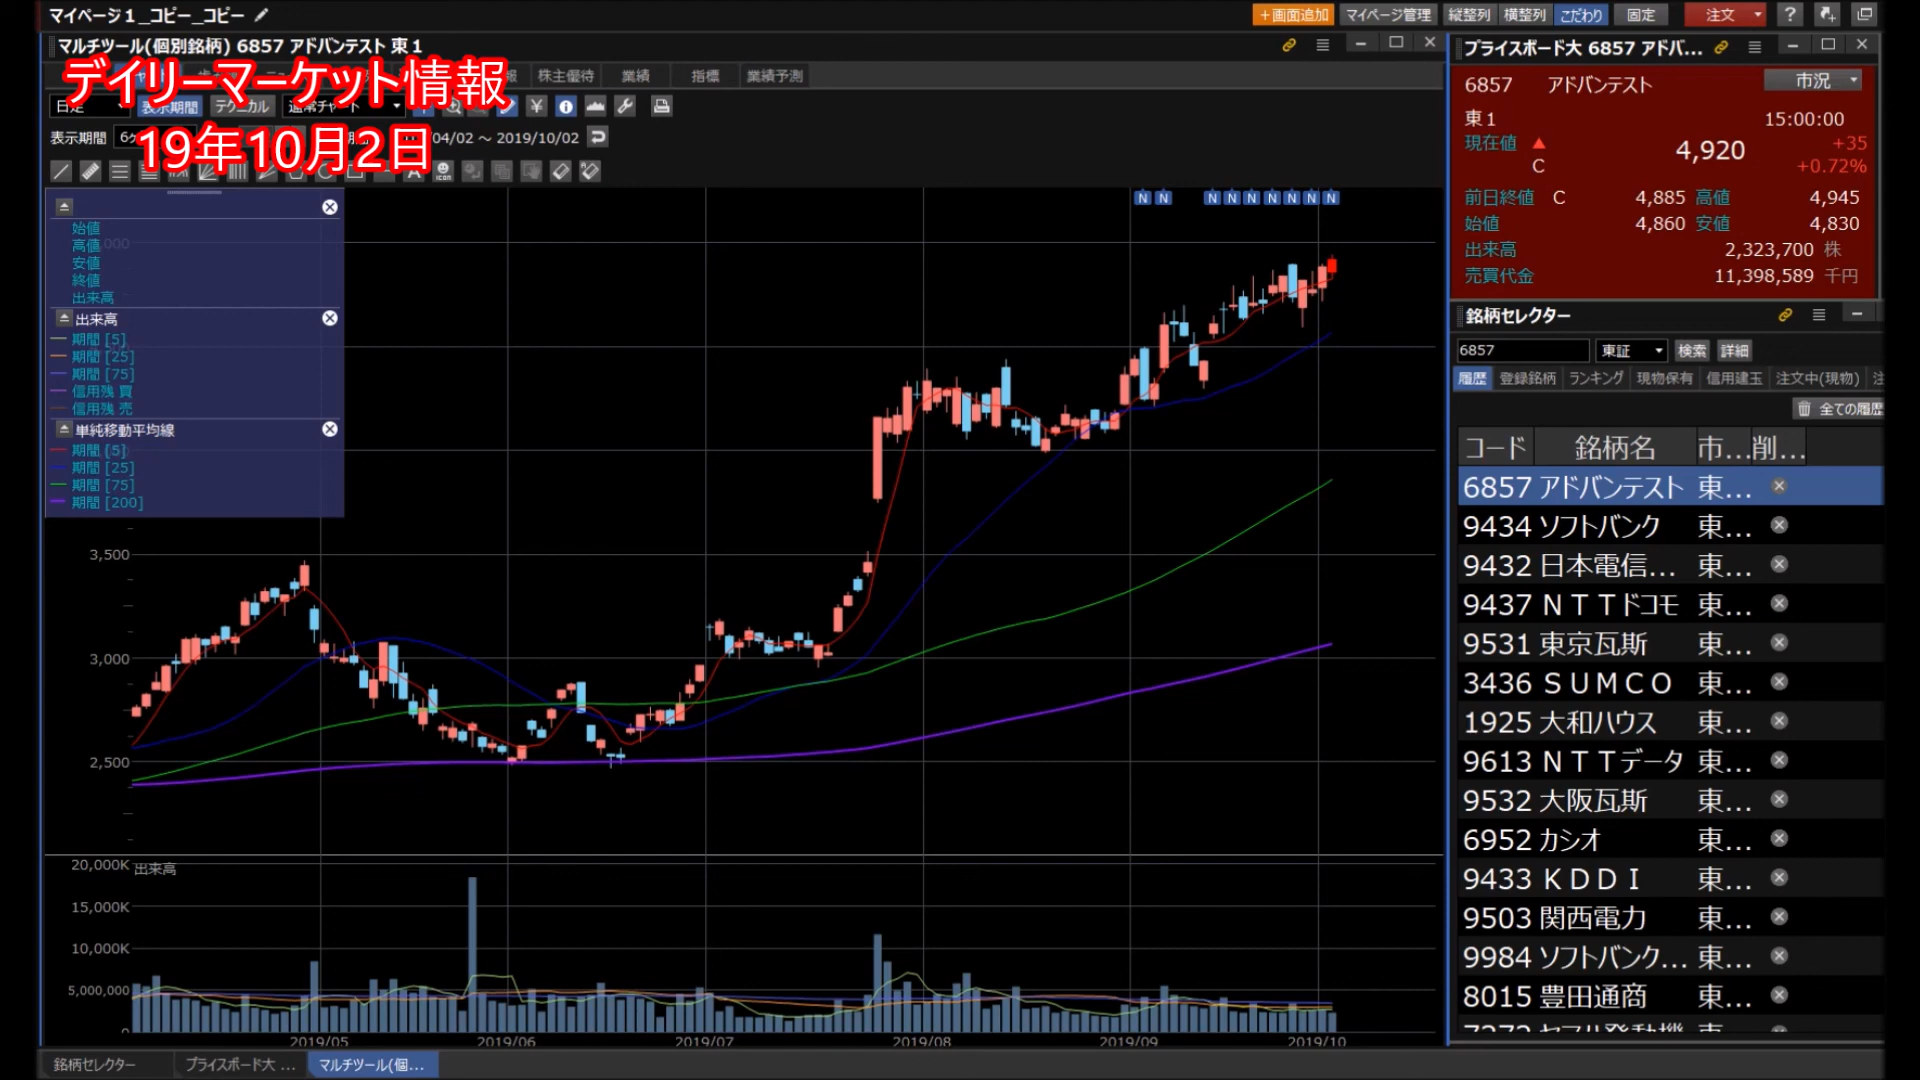 マイページ１_コピー_コピー
＋画面追加 マイページ管理 縦整列 横整列 こだわり 固定 注文 ?
マルチツール(個別銘柄) 6857 アドバンテスト 東１
デイリーマーケット情報
19年10月2日
株主優待 業績 指標 業績予測
日足 表示期間 テクニカル 通常チャート ¥
表示期間 04/02 ～ 2019/10/02
A
N N N N N N N N N
始値
高値
安値
終値
出来高
出来高
期間 [5]
期間 [25]
期間 [75]
信用残 買
信用残 売
単純移動平均線
期間 [5]
期間 [25]
期間 [75]
期間 [200]
3,500
3,000
2,500
20,000K
出来高
15,000K
10,000K
5,000,000
0
2019/05 2019/06 2019/07 2019/08 2019/09 2019/10
プライスボード大 6857 アドバ...
6857 アドバンテスト 市況
東１ 15:00:00
現在値 ▲ 4,920 +35
C +0.72%
前日終値 C 4,885 高値 4,945
始値 4,860 安値 4,830
出来高 2,323,700 株
売買代金 11,398,589 千円
銘柄セレクター
6857 東証 検索 詳細
履歴 登録銘柄 ランキング 現物保有 信用建玉 注文中(現物) 注
全ての履歴
コード 銘柄名 市... 削...
6857 アドバンテスト 東...
9434 ソフトバンク 東...
9432 日本電信... 東...
9437 ＮＴＴドコモ 東...
9531 東京瓦斯 東...
3436 ＳＵＭＣＯ 東...
1925 大和ハウス 東...
9613 ＮＴＴデータ 東...
9532 大阪瓦斯 東...
6952 カシオ 東...
9433 ＫＤＤＩ 東...
9503 関西電力 東...
9984 ソフトバンク... 東...
8015 豊田通商 東...
銘柄セレクター プライスボード大 ... マルチツール(個...